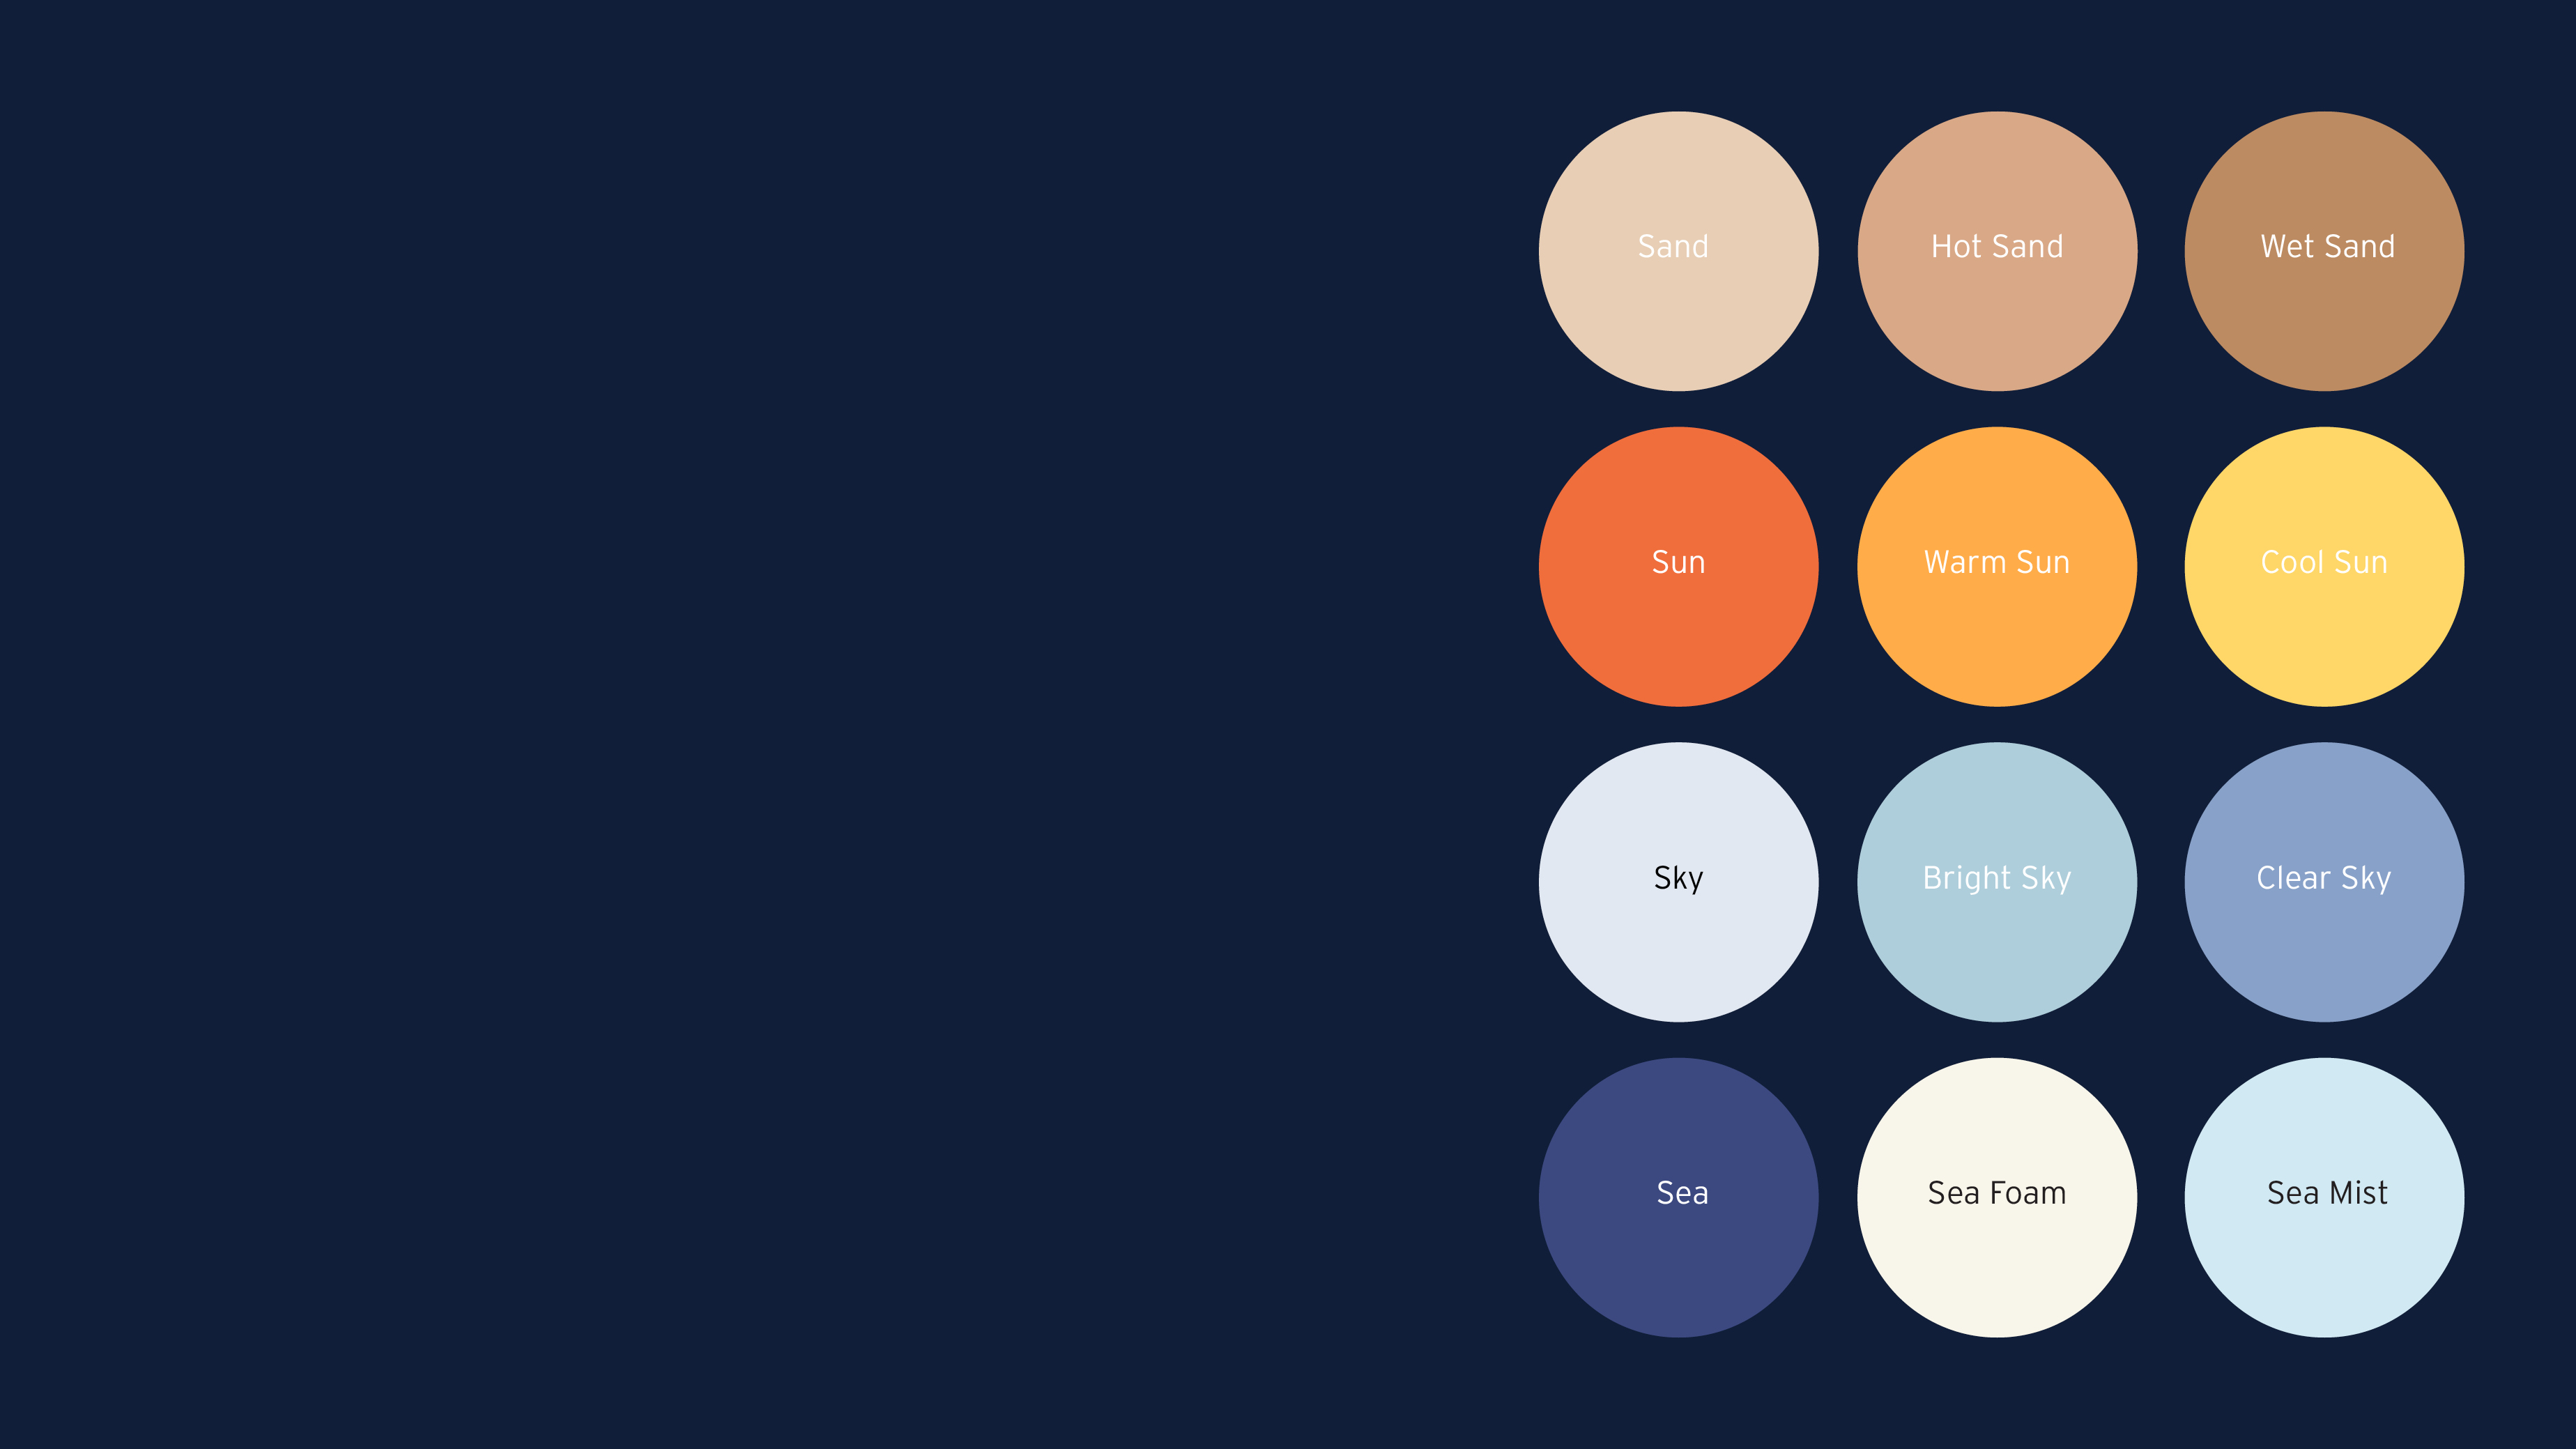 Sand
Hot Sand
Wet Sand
Sun
Warm Sun
Cool Sun
Sky
Bright Sky
Clear Sky
Sea
Sea Foam
Sea Mist